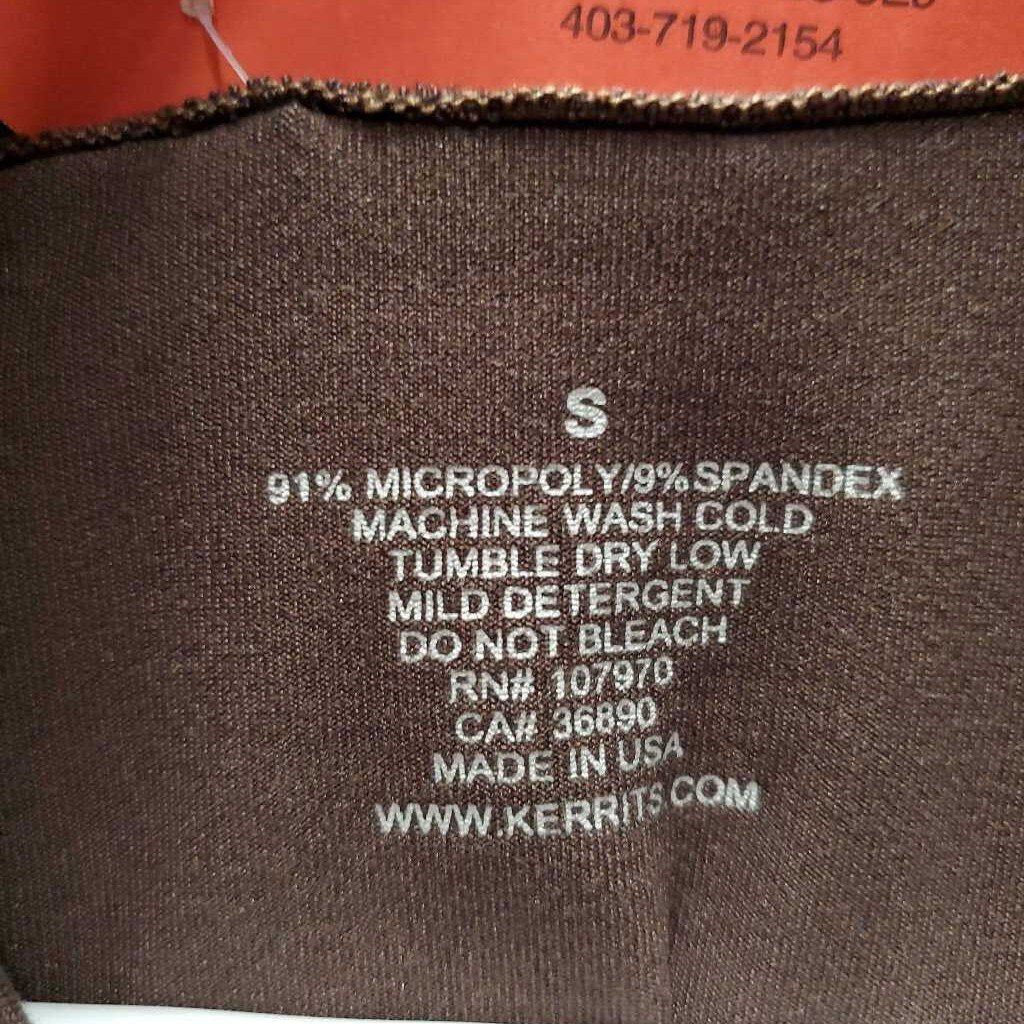 403-719-2154
S
91% MICROPOLY/9% SPANDEX
MACHINE WASH COLD
TUMBLE DRY LOW
MILD DETERGENT
DO NOT BLEACH
RN# 107970
CA# 36890
MADE IN USA
WWW.KERRITS.COM